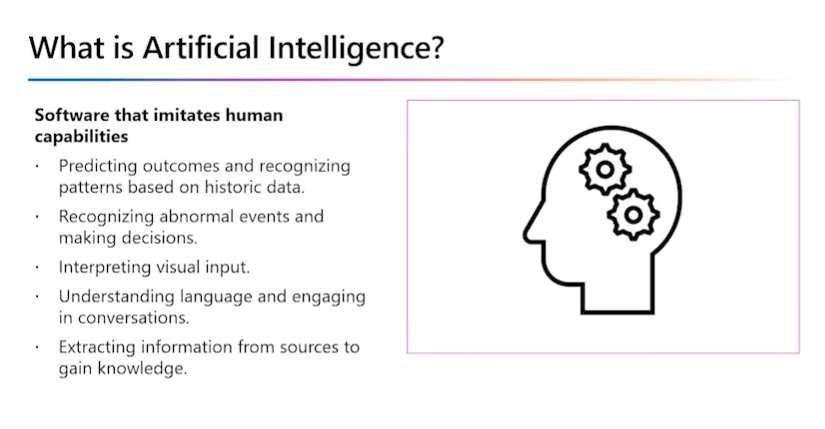 What is Artificial Intelligence?
Software that imitates human
capabilities
· Predicting outcomes and recognizing
patterns based on historic data.
· Recognizing abnormal events and
making decisions.
· Interpreting visual input.
· Understanding language and engaging
in conversations.
· Extracting information from sources to
gain knowledge.